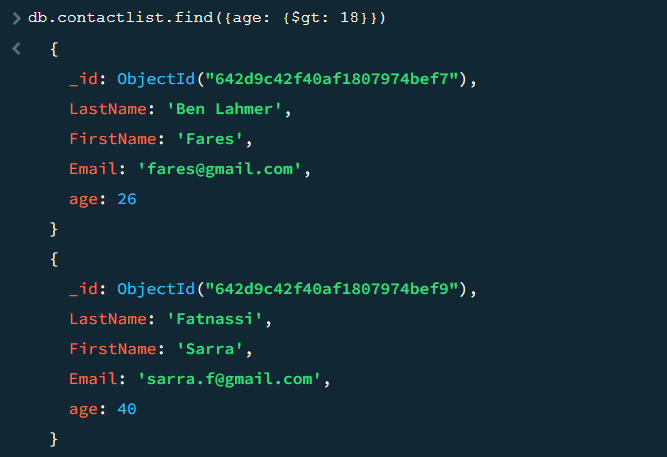 db.contactlist.find({age: {$gt: 18}})
{
_id: ObjectId("642d9c42f40af1807974bef7"),
LastName: 'Ben Lahmer',
FirstName: 'Fares',
Email: 'fares@gmail.com',
age: 26
}
{
_id: ObjectId("642d9c42f40af1807974bef9"),
LastName: 'Fatnassi',
FirstName: 'Sarra',
Email: 'sarra.f@gmail.com',
age: 40
}